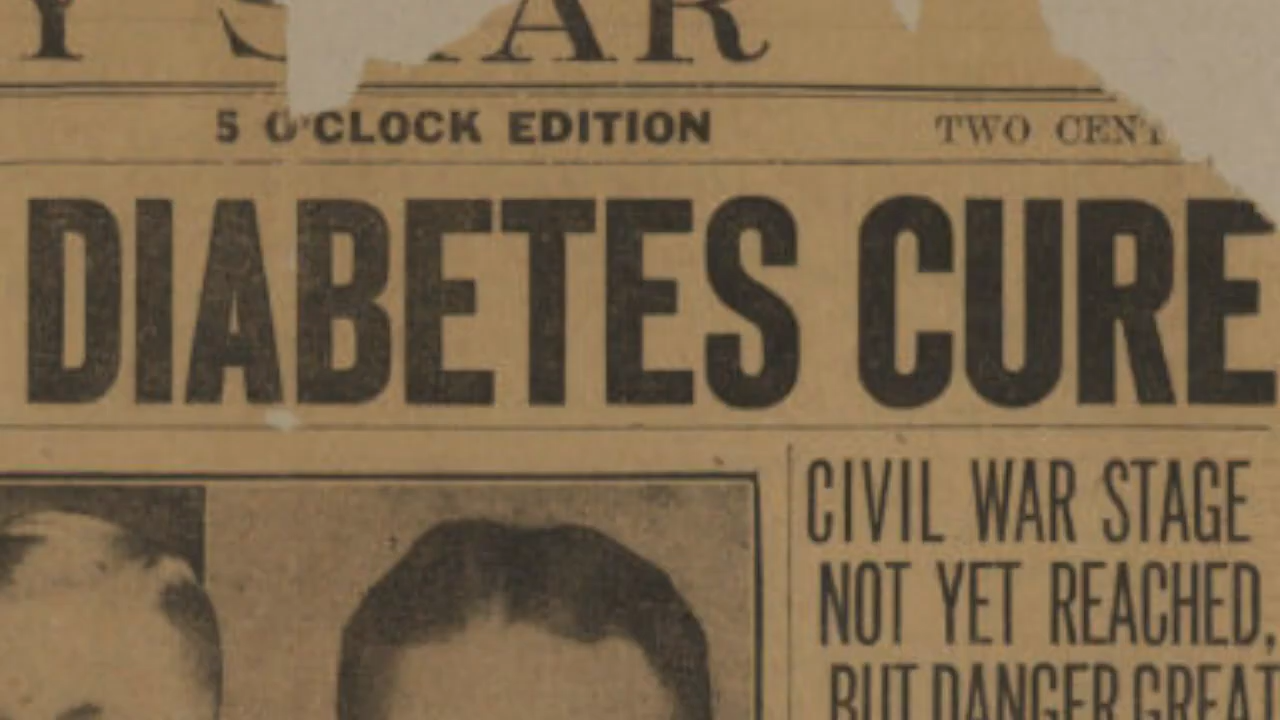 Y STAR
5 O'CLOCK EDITION TWO CENT
DIABETES CURE
CIVIL WAR STAGE
NOT YET REACHED,
BUT DANGER GREAT